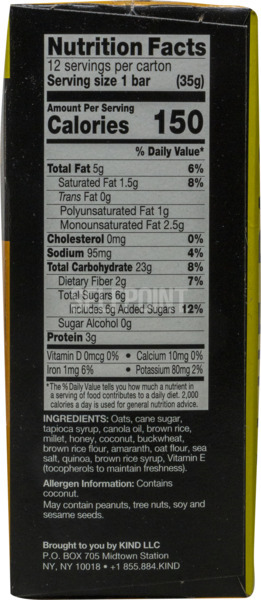 Nutrition Facts
12 servings per carton
Serving size 1 bar (35g)
Amount Per Serving
Calories 150
% Daily Value*
Total Fat 5g 6%
Saturated Fat 1.5g 8%
Trans Fat 0g
Polyunsaturated Fat 1g
Monounsaturated Fat 2.5g
Cholesterol 0mg 0%
Sodium 95mg 4%
Total Carbohydrate 23g 8%
Dietary Fiber 2g 7%
Total Sugars 6g
Includes 6g Added Sugars 12%
Sugar Alcohol 0g
Protein 3g
Vitamin D 0mcg 0% • Calcium 10mg 0%
Iron 1mg 6% • Potassium 80mg 2%
*The % Daily Value tells you how much a nutrient in
a serving of food contributes to a daily diet. 2,000
calories a day is used for general nutrition advice.
INGREDIENTS: Oats, cane sugar,
tapioca syrup, canola oil, brown rice,
millet, honey, coconut, buckwheat,
brown rice flour, amaranth, oat flour, sea
salt, quinoa, brown rice syrup, Vitamin E
(tocopherols to maintain freshness).
Allergen Information: Contains
coconut.
May contain peanuts, tree nuts, soy and
sesame seeds.
Brought to you by KIND LLC
P.O. BOX 705 Midtown Station
NY, NY 10018 • +1 855.884.KIND